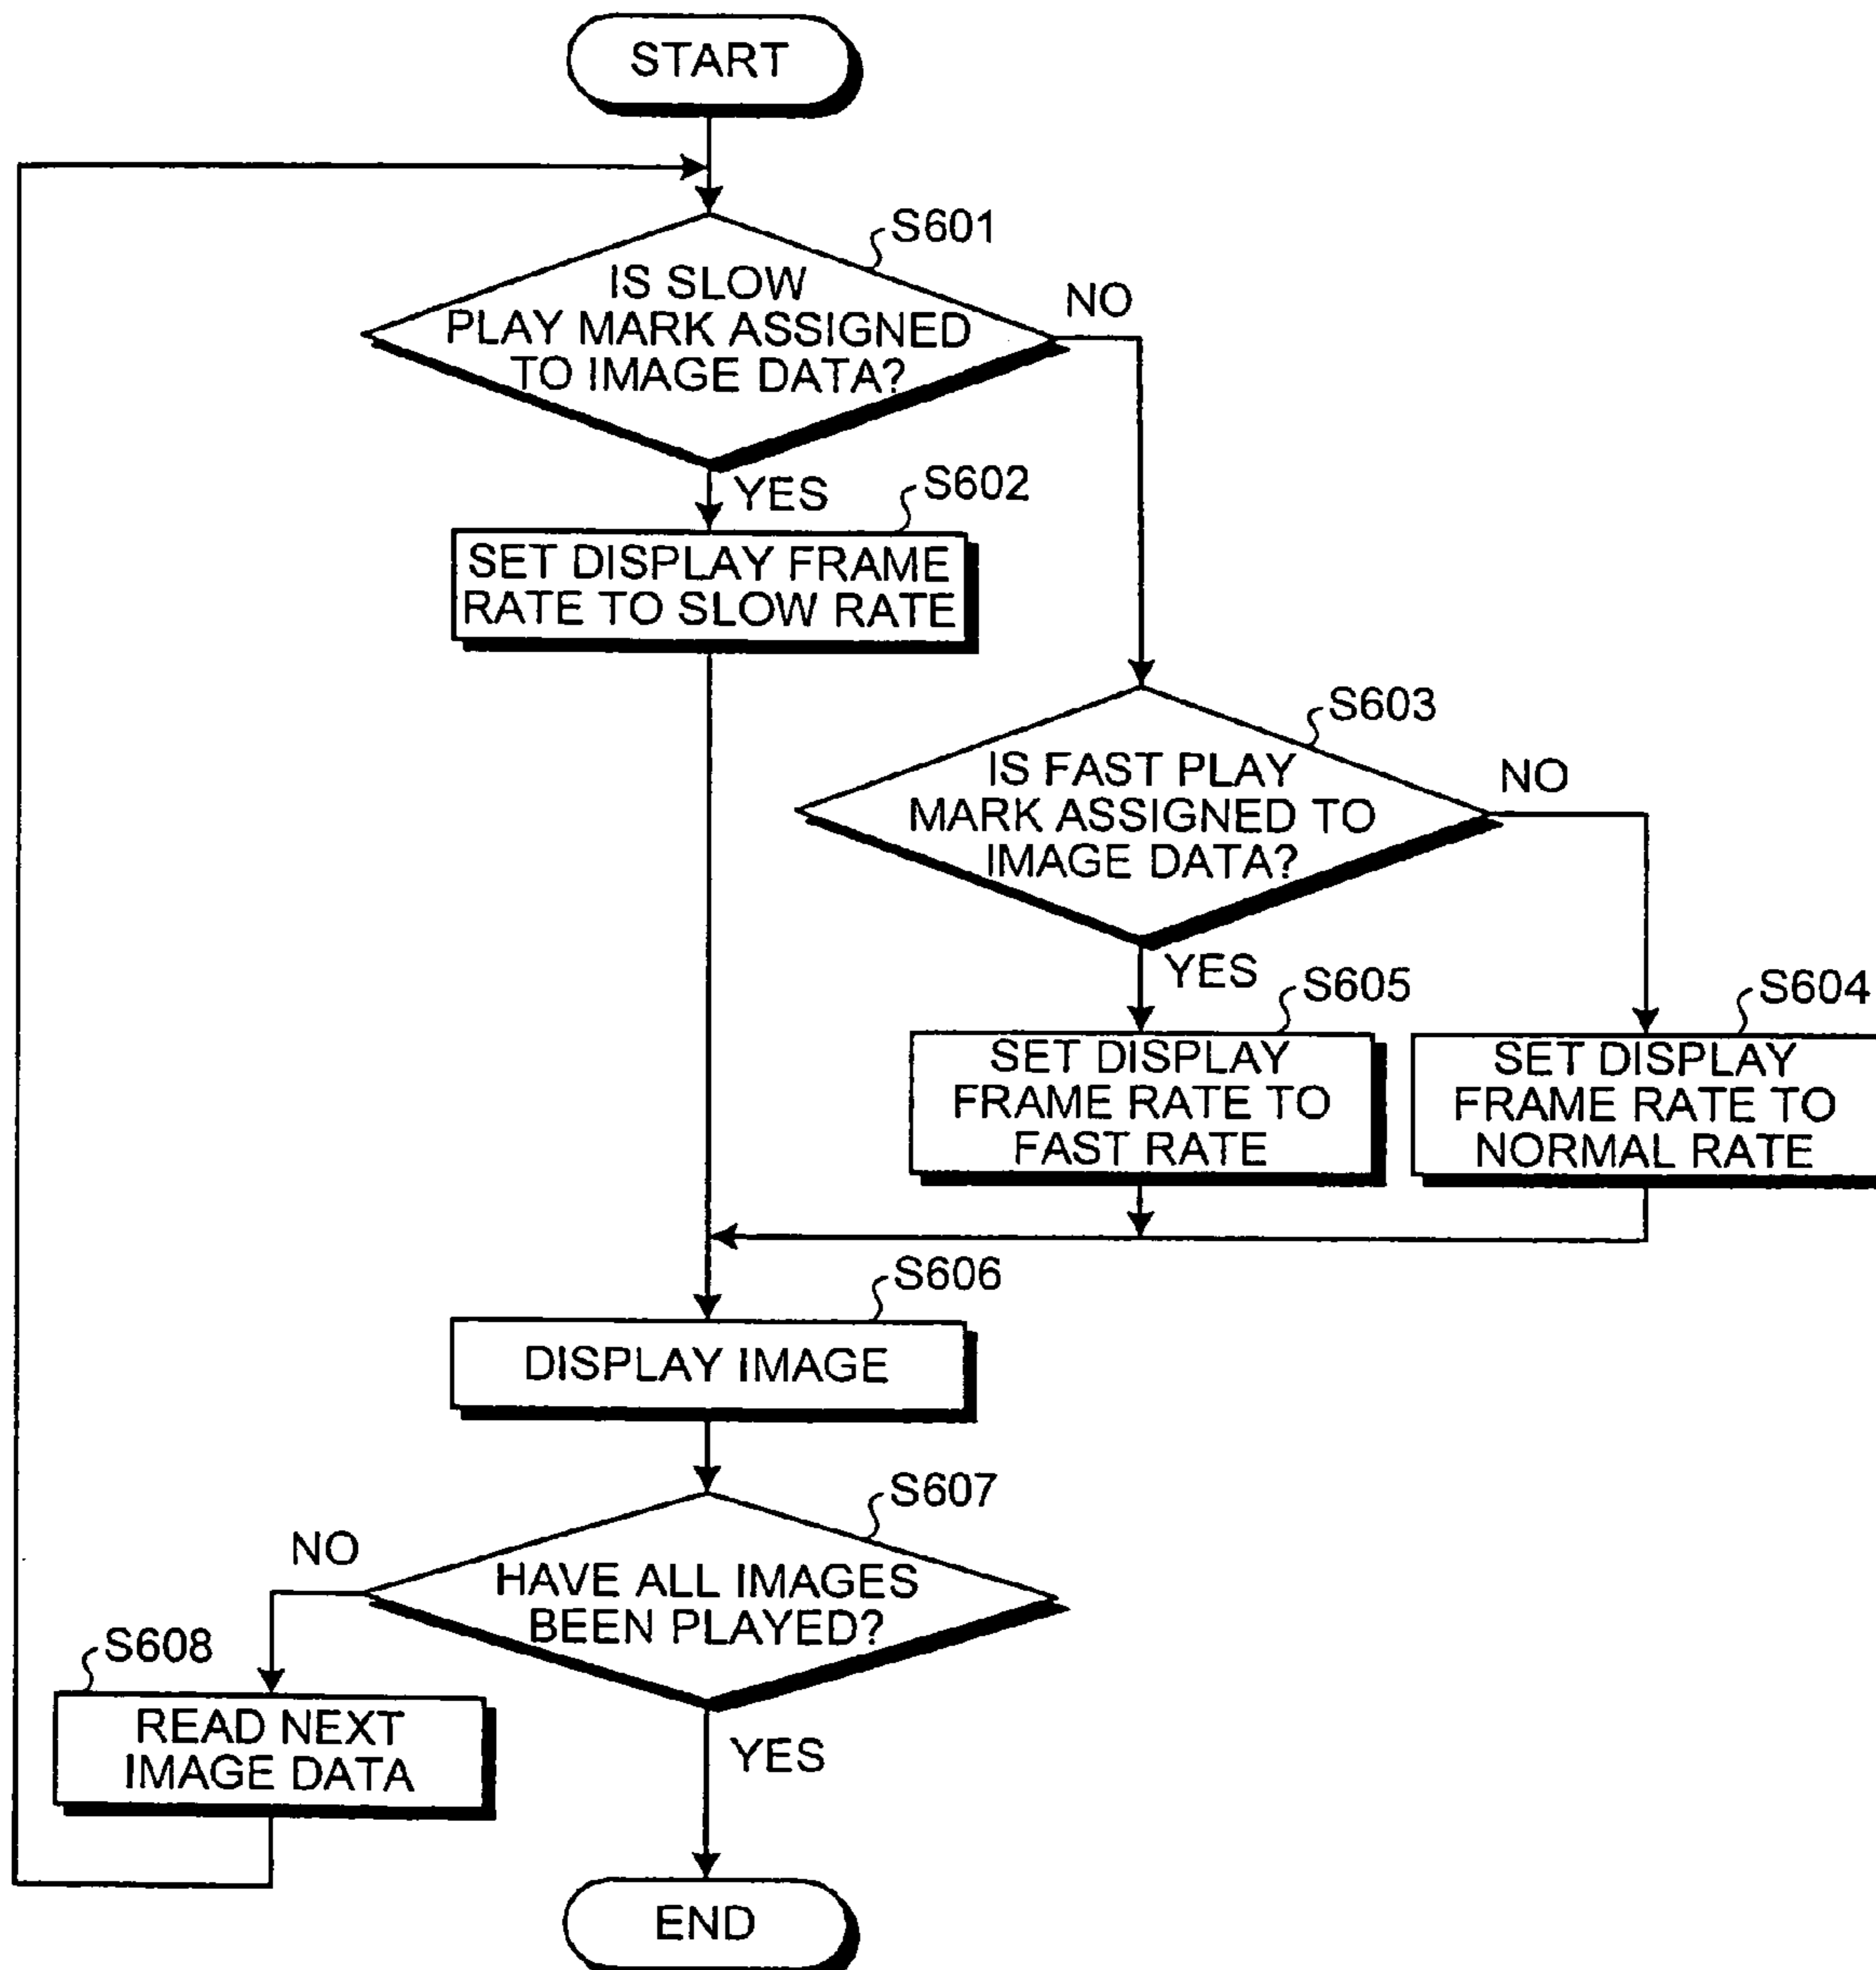 START
S601
IS SLOW
PLAY MARK ASSIGNED
TO IMAGE DATA?
NO
YES
S602
SET DISPLAY FRAME
RATE TO SLOW RATE
S603
IS FAST PLAY
MARK ASSIGNED TO
IMAGE DATA?
NO
YES
S605
SET DISPLAY
FRAME RATE TO
FAST RATE
S604
SET DISPLAY
FRAME RATE TO
NORMAL RATE
S606
DISPLAY IMAGE
S607
HAVE ALL IMAGES
BEEN PLAYED?
NO
S608
READ NEXT
IMAGE DATA
YES
END